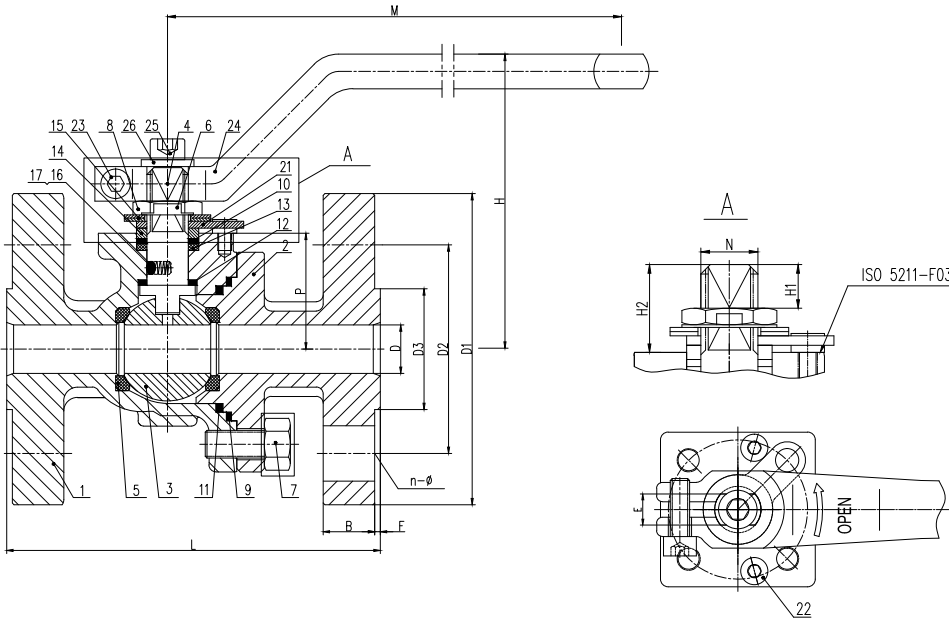 M
15 23 8 26 25 4 6 24
A
14
21
17 16
10
13
12
2
H
P
A
N
ISO 5211-F03
H2
H1
D
D3
D2
D1
1 5 3 11 9 7
n-ø
B F
L
E
OPEN
22